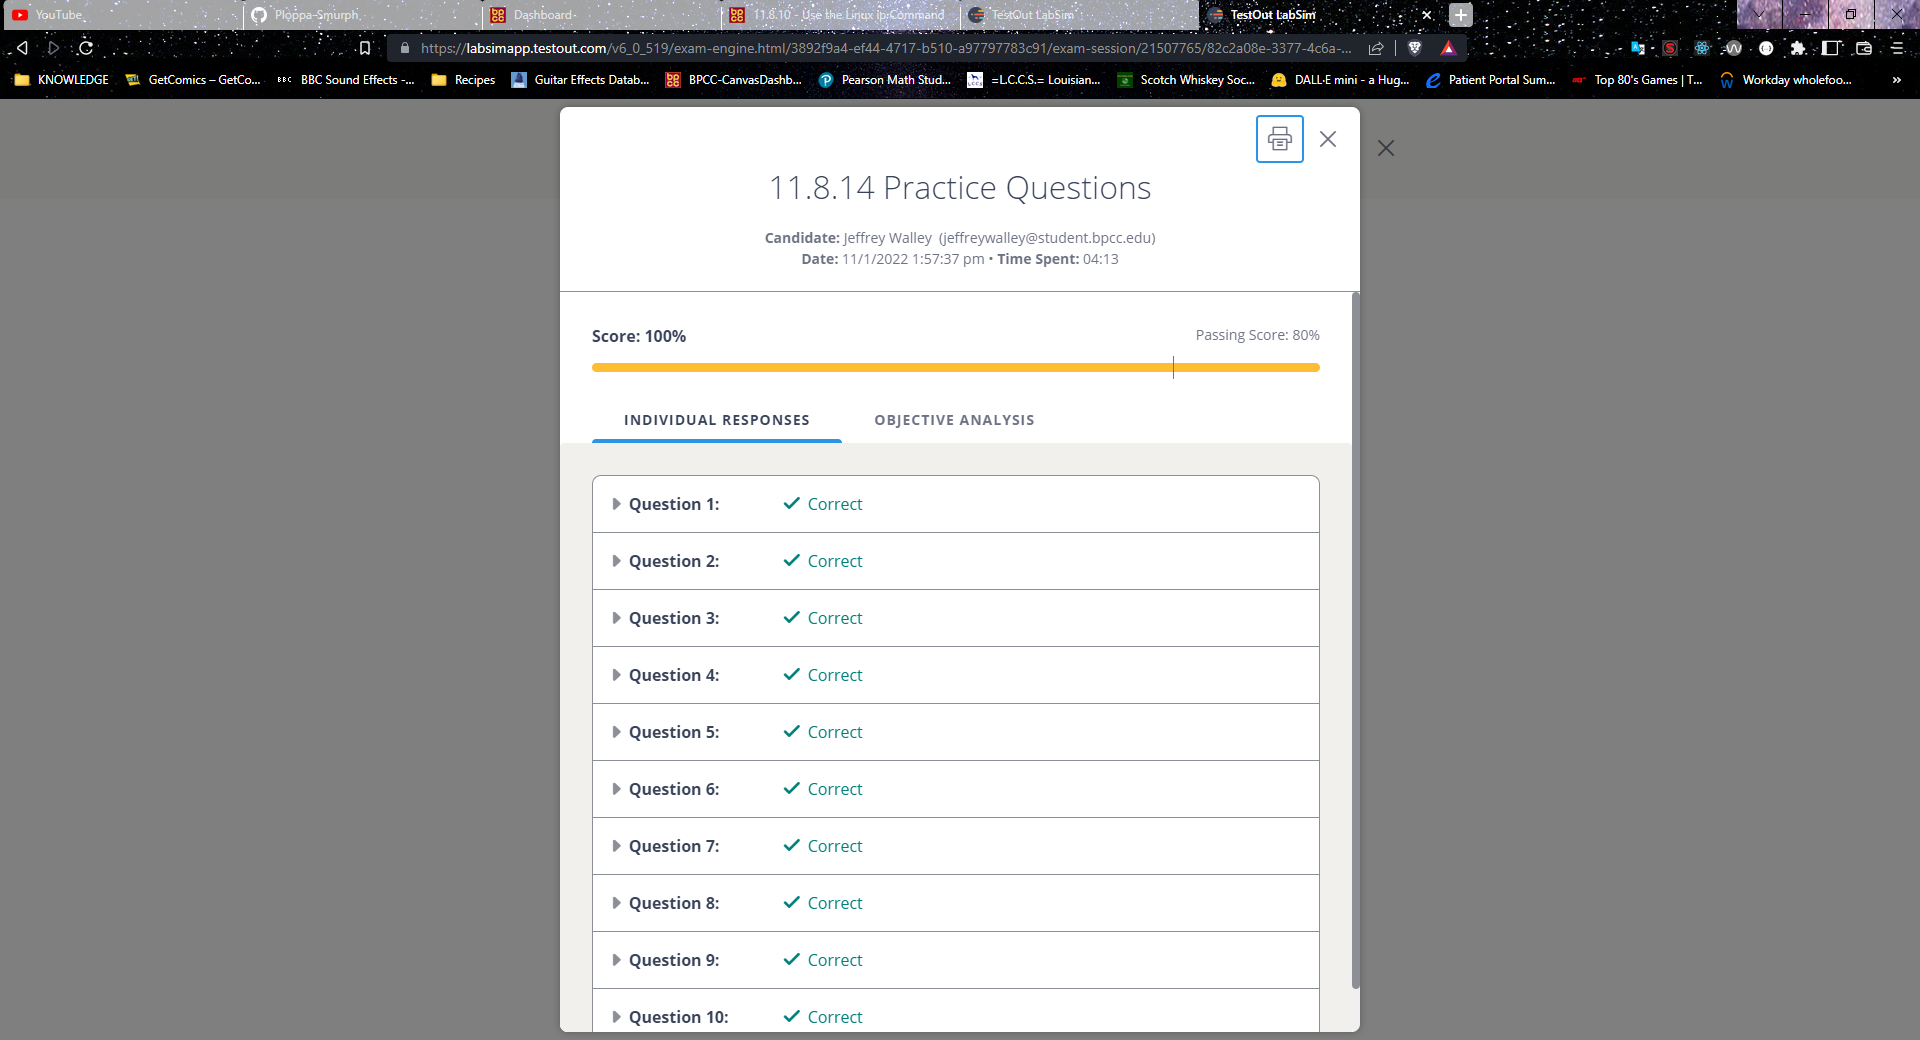 YouTube
Ploppa-Smurph
Dashboard
11.8.10 - Use the Linux ip Command
TestOut LabSim
TestOut LabSim
https://labsimapp.testout.com/v6_0_519/exam-engine.html/3892f9a4-ef44-4717-b510-a97797783c91/exam-session/21507765/82c2a08e-3377-4c6a-...
KNOWLEDGE
GetComics – GetCo...
BBC BBC Sound Effects -...
Recipes
Guitar Effects Datab...
BPCC-CanvasDashb...
Pearson Math Stud...
=L.C.C.S.= Louisian...
Scotch Whiskey Soc...
DALL·E mini - a Hug...
Patient Portal Sum...
Top 80's Games | T...
Workday wholefoo...
»
11.8.14 Practice Questions
Candidate: Jeffrey Walley (jeffreywalley@student.bpcc.edu)
Date: 11/1/2022 1:57:37 pm • Time Spent: 04:13
Score: 100%
Passing Score: 80%
INDIVIDUAL RESPONSES
OBJECTIVE ANALYSIS
Question 1: Correct
Question 2: Correct
Question 3: Correct
Question 4: Correct
Question 5: Correct
Question 6: Correct
Question 7: Correct
Question 8: Correct
Question 9: Correct
Question 10: Correct